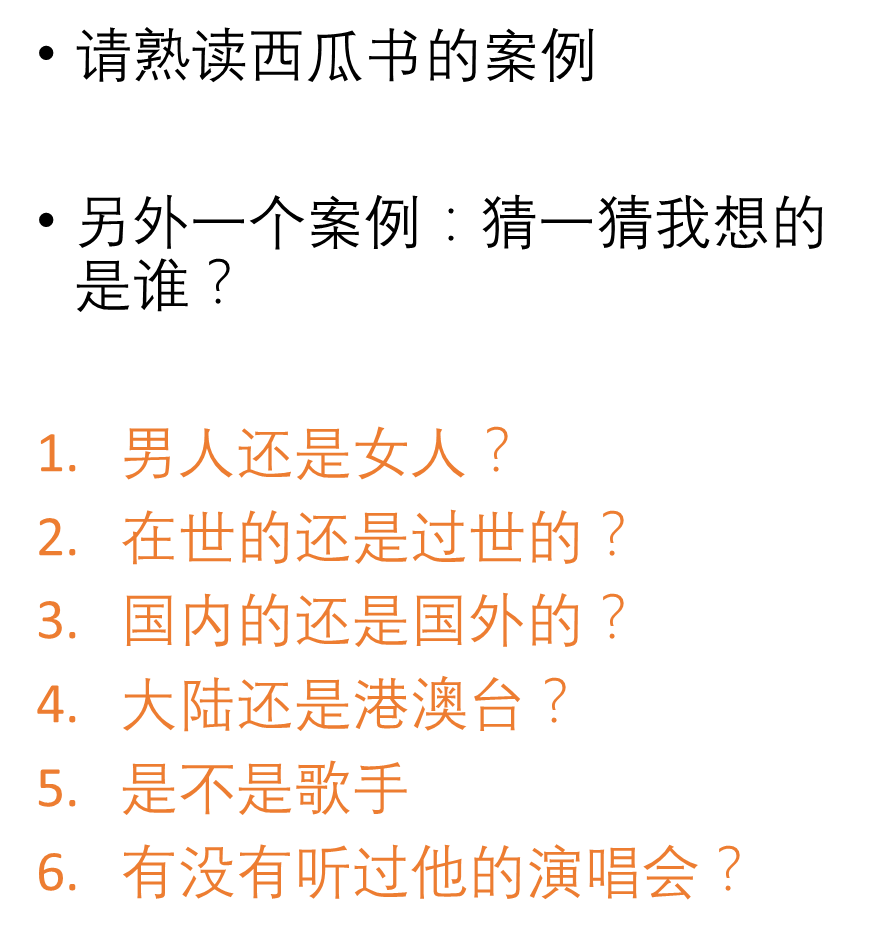 • 请熟读西瓜书的案例
• 另外一个案例：猜一猜我想的
是谁？
1. 男人还是女人？
2. 在世的还是过世的？
3. 国内的还是国外的？
4. 大陆还是港澳台？
5. 是不是歌手
6. 有没有听过他的演唱会？